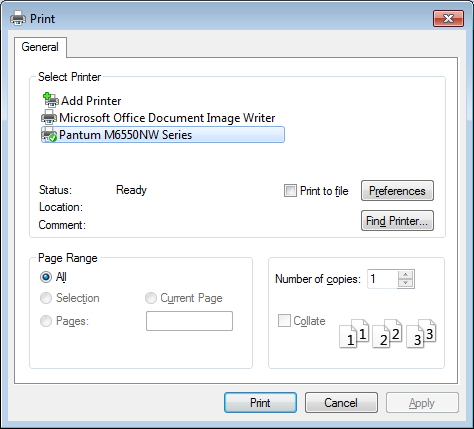 Print
General
Select Printer
Add Printer
Microsoft Office Document Image Writer
Pantum M6550NW Series
Status: Ready
Print to file
Preferences
Location:
Comment:
Find Printer...
Page Range
All
Selection
Current Page
Pages:
Number of copies: 1
Collate
1 1 2 2 3 3
Print
Cancel
Apply